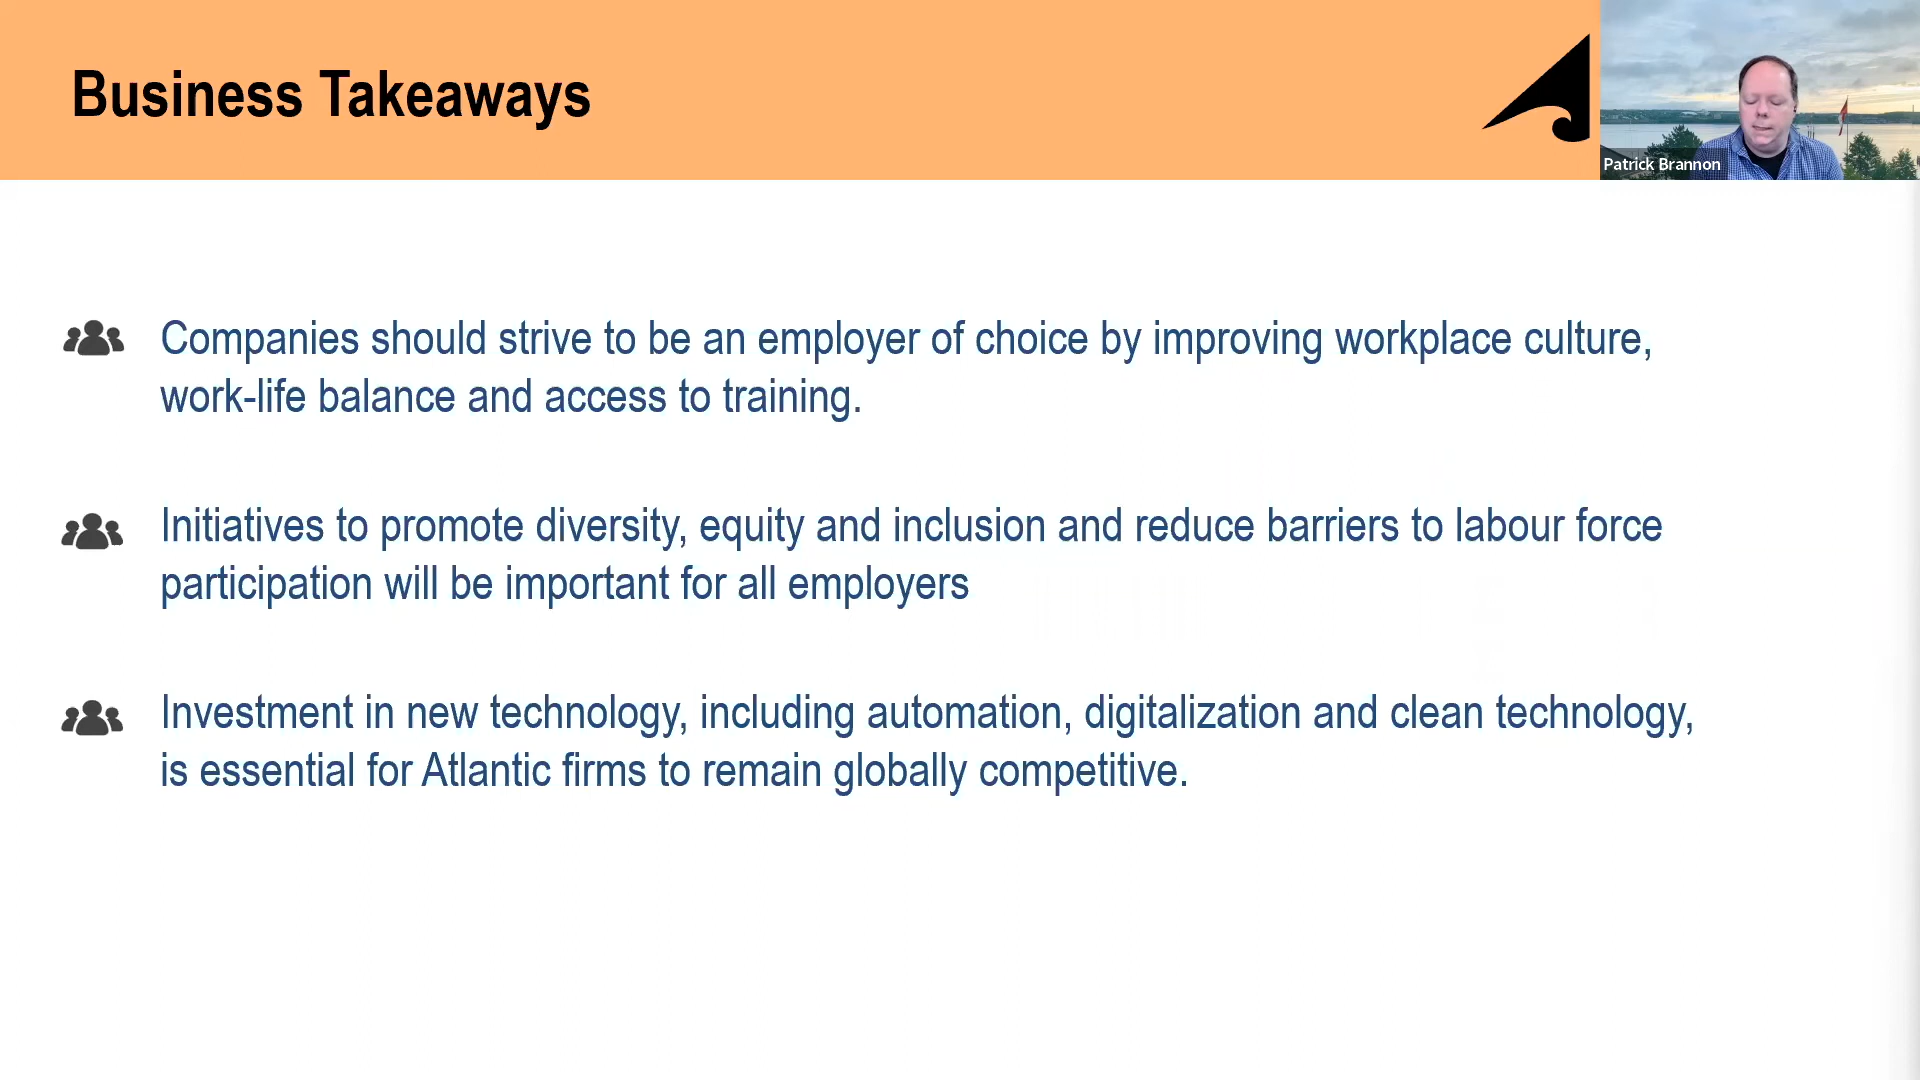 Business Takeaways
Patrick Brannon
Companies should strive to be an employer of choice by improving workplace culture,
work-life balance and access to training.
Initiatives to promote diversity, equity and inclusion and reduce barriers to labour force
participation will be important for all employers
Investment in new technology, including automation, digitalization and clean technology,
is essential for Atlantic firms to remain globally competitive.